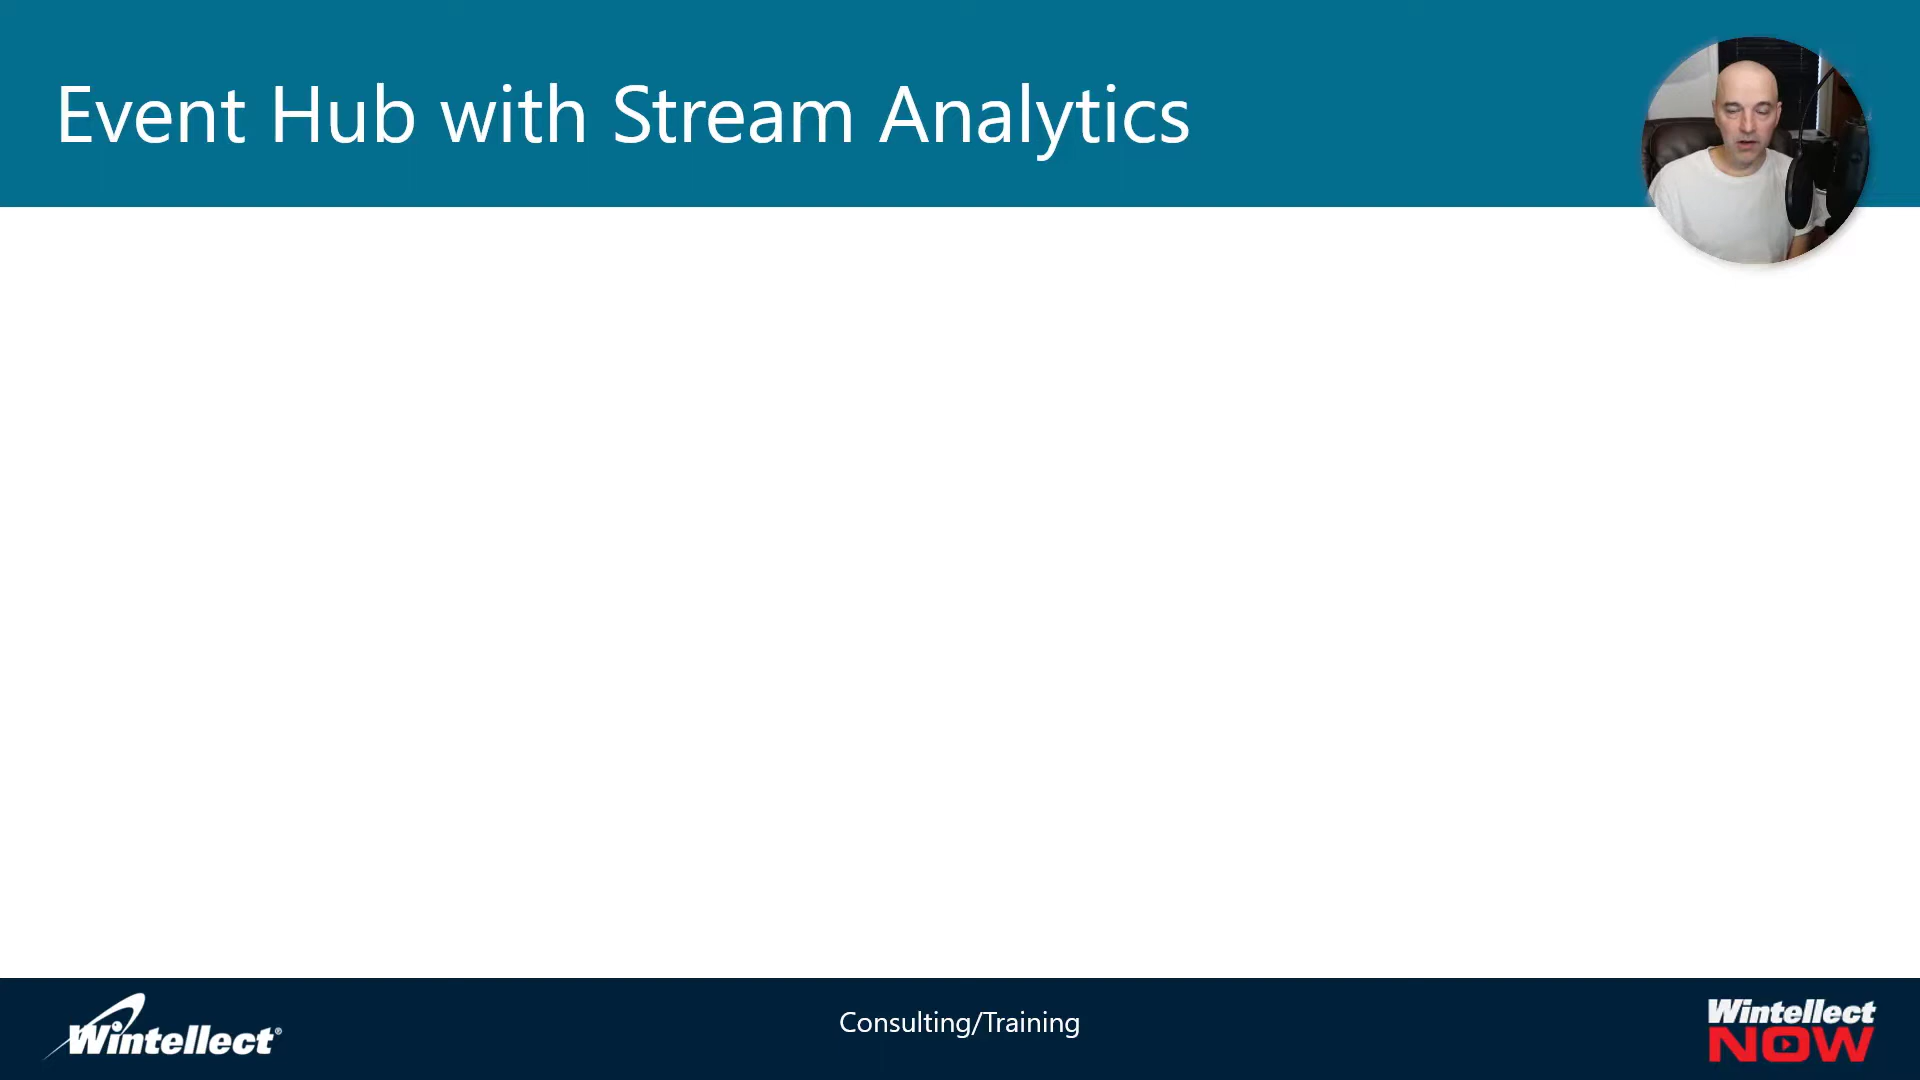 Event Hub with Stream Analytics
Wintellect®
Consulting/Training
Wintellect
NOW